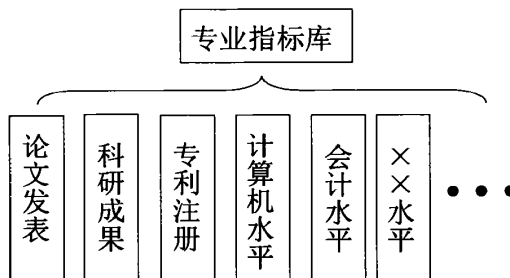 专业指标库
论文发表
科研成果
专利注册
计算机水平
会计水平
××水平